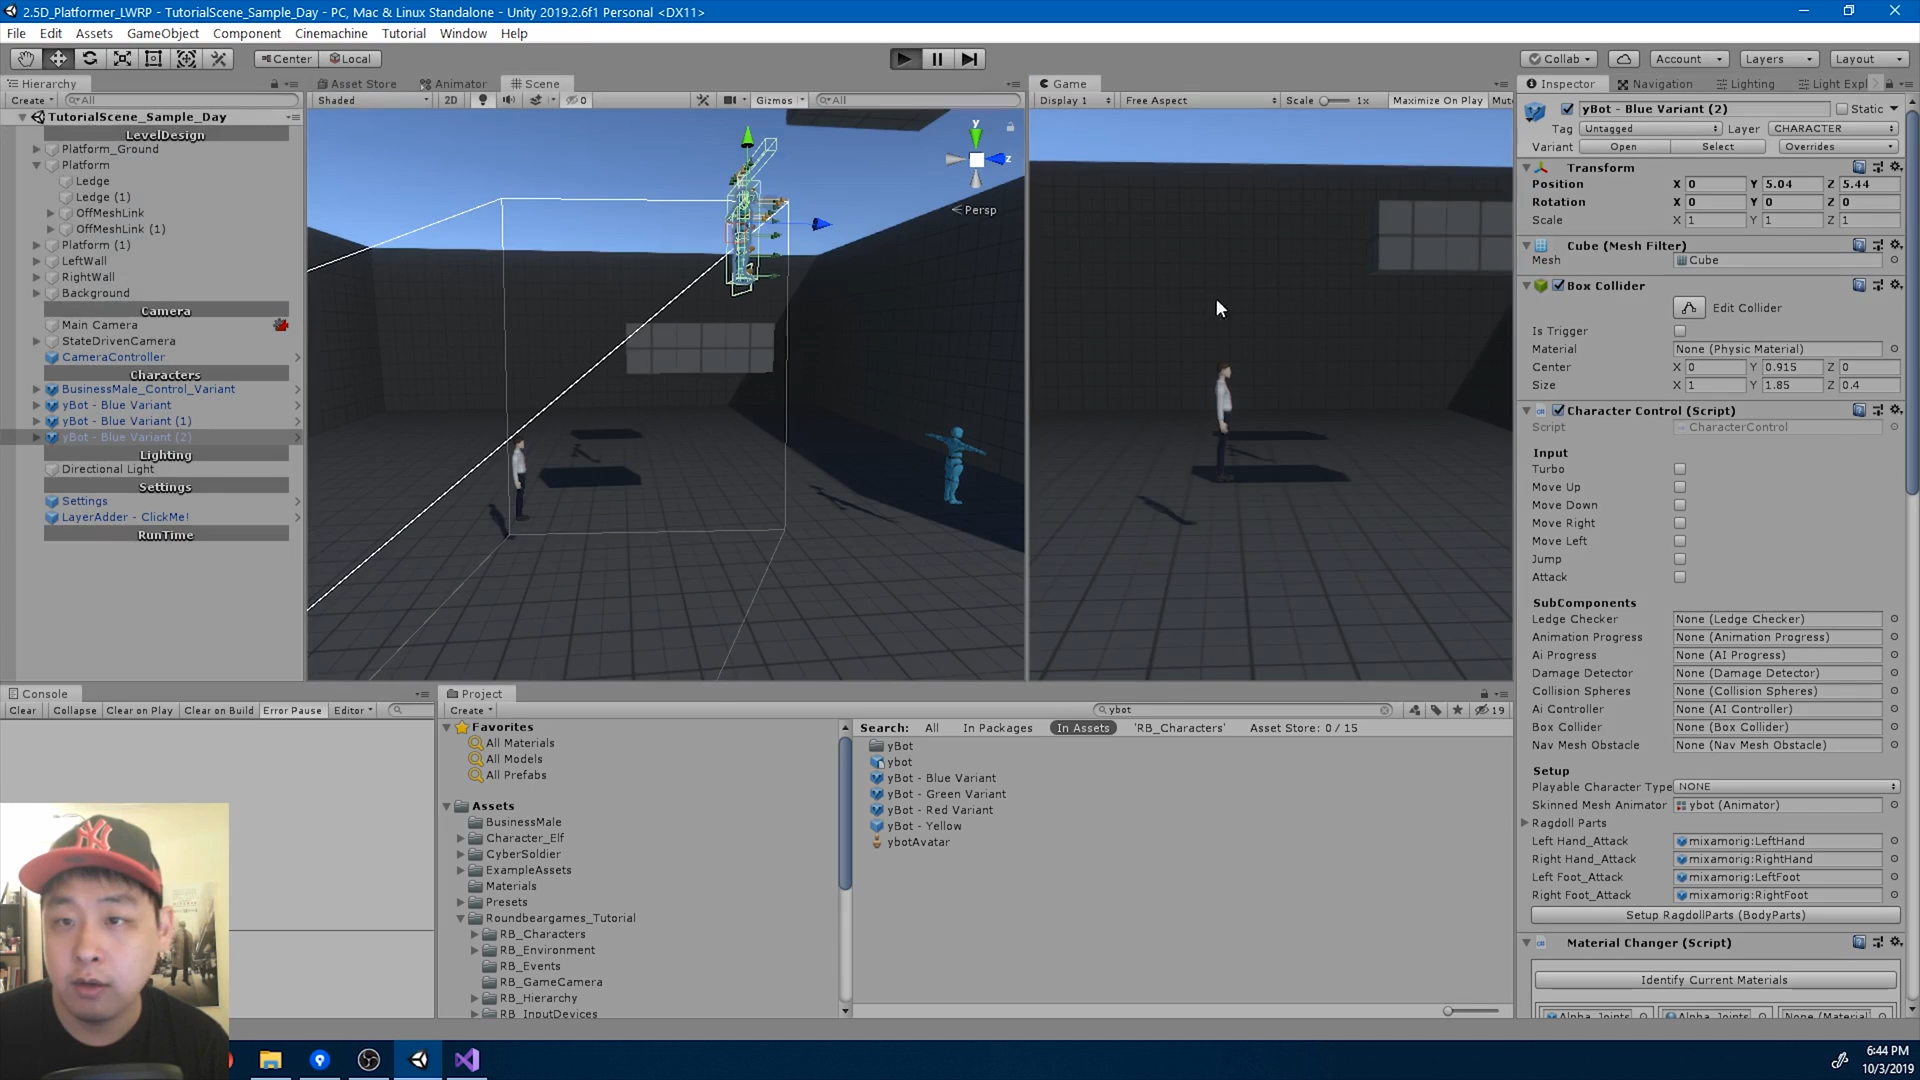 2.5D_Platformer_LWRP - TutorialScene_Sample_Day - PC, Mac & Linux Standalone - Unity 2019.2.6f1 Personal <DX11>
File Edit Assets GameObject Component Cinemachine Tutorial Window Help
Center Local
Collab Account Layers Layout
Hierarchy
Create All
TutorialScene_Sample_Day
LevelDesign
Platform_Ground
Platform
Ledge
Ledge (1)
OffMeshLink
OffMeshLink (1)
Platform (1)
LeftWall
RightWall
Background
Camera
Main Camera
StateDrivenCamera
CameraController
Characters
BusinessMale_Control_Variant
yBot - Blue Variant
yBot - Blue Variant (1)
yBot - Blue Variant (2)
Lighting
Directional Light
Settings
Settings
LayerAdder - ClickMe!
RunTime
Asset Store Animator Scene
Shaded 2D 0 Gizmos All
y
z
Persp
Game
Display 1 Free Aspect Scale 1x Maximize On Play Mut
Inspector Navigation Lighting Light Expl
yBot - Blue Variant (2) Static
Tag Untagged Layer CHARACTER
Variant Open Select Overrides
Transform
Position X 0 Y 5.04 Z 5.44
Rotation X 0 Y 0 Z 0
Scale X 1 Y 1 Z 1
Cube (Mesh Filter)
Mesh Cube
Box Collider
Edit Collider
Is Trigger
Material None (Physic Material)
Center X 0 Y 0.915 Z 0
Size X 1 Y 1.85 Z 0.4
Character Control (Script)
Script CharacterControl
Input
Turbo
Move Up
Move Down
Move Right
Move Left
Jump
Attack
SubComponents
Ledge Checker None (Ledge Checker)
Animation Progress None (Animation Progress)
Ai Progress None (AI Progress)
Damage Detector None (Damage Detector)
Collision Spheres None (Collision Spheres)
Ai Controller None (AI Controller)
Box Collider None (Box Collider)
Nav Mesh Obstacle None (Nav Mesh Obstacle)
Setup
Playable Character Type NONE
Skinned Mesh Animator ybot (Animator)
Ragdoll Parts
Left Hand_Attack mixamorig:LeftHand
Right Hand_Attack mixamorig:RightHand
Left Foot_Attack mixamorig:LeftFoot
Right Foot_Attack mixamorig:RightFoot
Setup RagdollParts (BodyParts)
Material Changer (Script)
Identify Current Materials
Alpha_Joints Alpha_Joints None (Material
Console
Clear Collapse Clear on Play Clear on Build Error Pause Editor
Project
Create ybot 19
Favorites
All Materials
All Models
All Prefabs
Assets
BusinessMale
Character_Elf
CyberSoldier
ExampleAssets
Materials
Presets
Roundbeargames_Tutorial
RB_Characters
RB_Environment
RB_Events
RB_GameCamera
RB_Hierarchy
RB_InputDevices
Search: All In Packages In Assets 'RB_Characters' Asset Store: 0 / 15
yBot
ybot
yBot - Blue Variant
yBot - Green Variant
yBot - Red Variant
yBot - Yellow
ybotAvatar
6:44 PM
10/3/2019